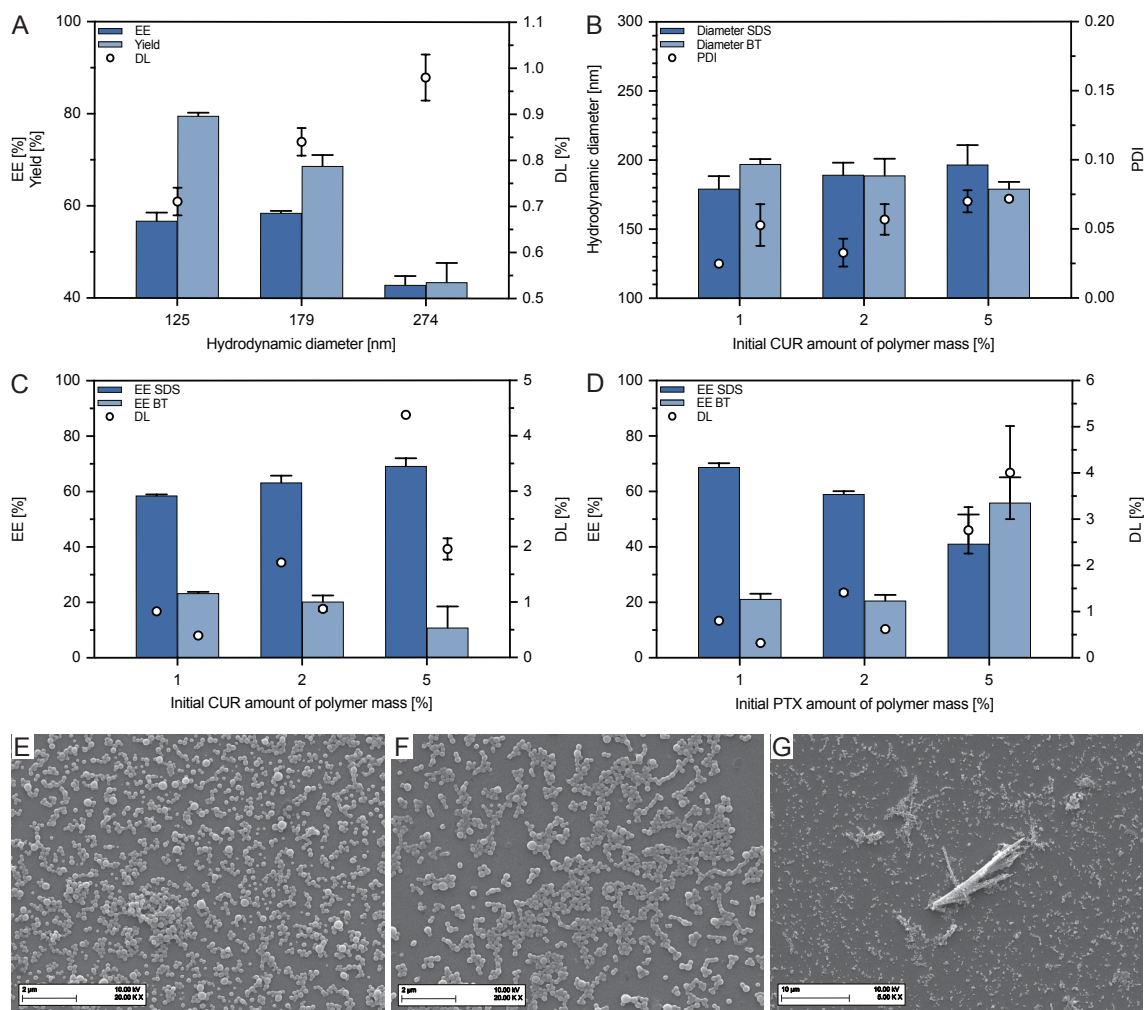 A
EE
Yield
DL
100
80
60
40
EE [%]
Yield [%]
1.1
1.0
0.9
0.8
0.7
0.6
0.5
DL [%]
125 179 274
Hydrodynamic diameter [nm]
B
Diameter SDS
Diameter BT
PDI
300
250
200
150
100
Hydrodynamic diameter [nm]
0.20
0.15
0.10
0.05
0.00
PDI
1 2 5
Initial CUR amount of polymer mass [%]
C
EE SDS
EE BT
DL
100
80
60
40
20
0
EE [%]
5
4
3
2
1
0
DL [%]
1 2 5
Initial CUR amount of polymer mass [%]
D
EE SDS
EE BT
DL
100
80
60
40
20
0
EE [%]
6
5
4
3
2
1
0
DL [%]
1 2 5
Initial PTX amount of polymer mass [%]
E
2 µm 10.00 kV
20.00 K X
F
2 µm 10.00 kV
20.00 K X
G
10 µm 10.00 kV
5.00 K X